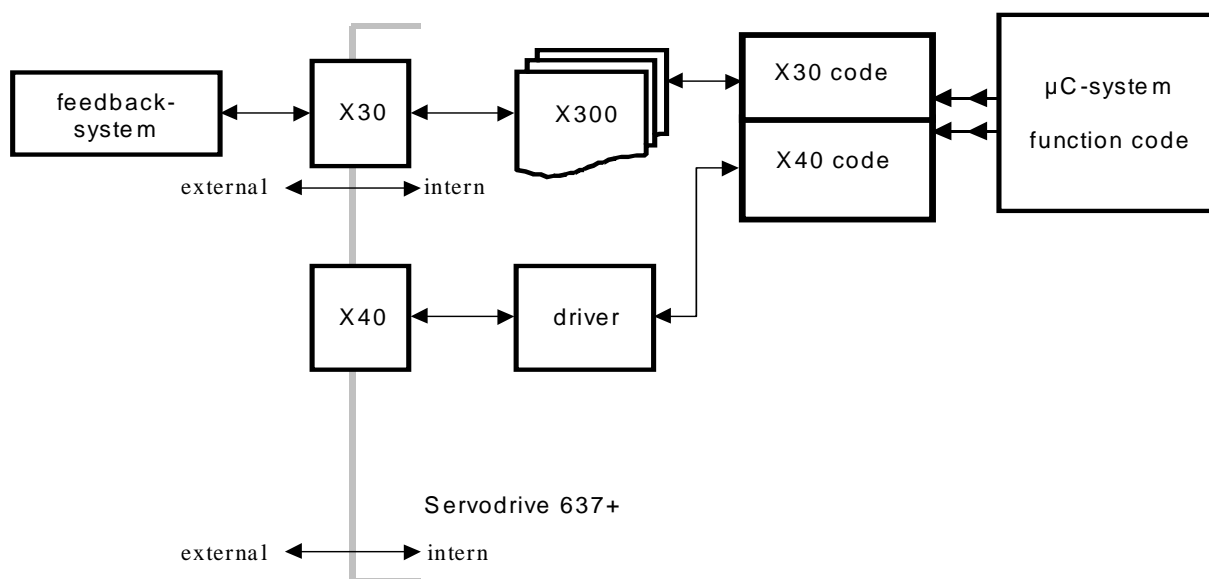 feedback-
system
X30
X300
X30 code
X40 code
µC-system
function code
external
intern
X40
driver
Servodrive 637+
external
intern